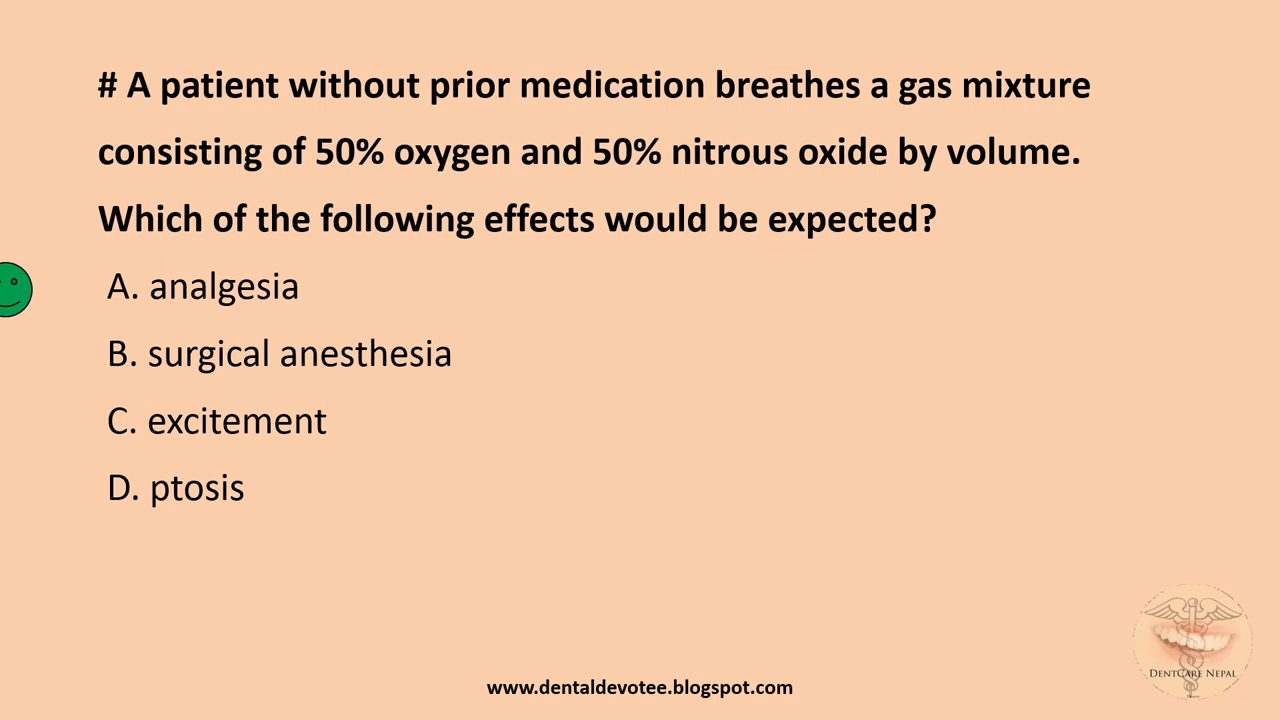 # A patient without prior medication breathes a gas mixture
consisting of 50% oxygen and 50% nitrous oxide by volume.
Which of the following effects would be expected?
A. analgesia
B. surgical anesthesia
C. excitement
D. ptosis
DENTCARE NEPAL
www.dentaldevotee.blogspot.com